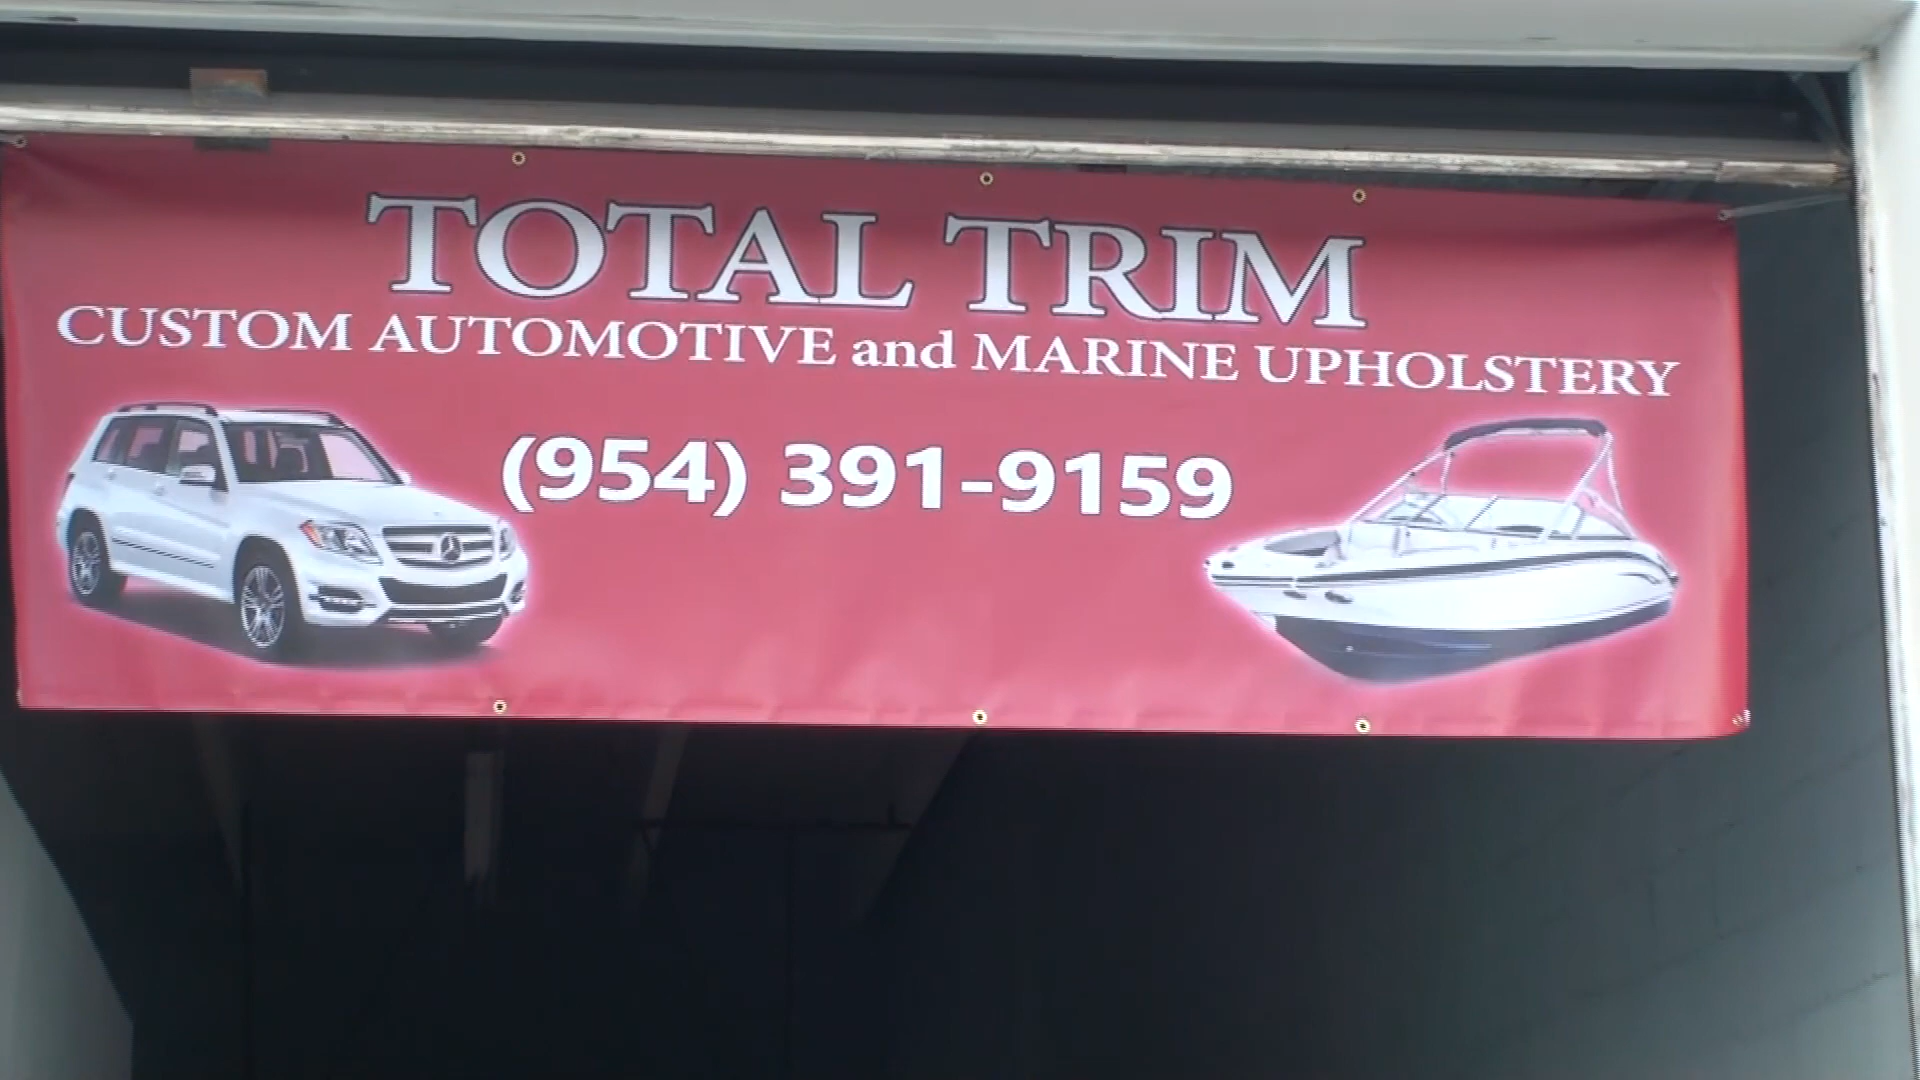 TOTAL TRIM
CUSTOM AUTOMOTIVE and MARINE UPHOLSTERY
(954) 391-9159